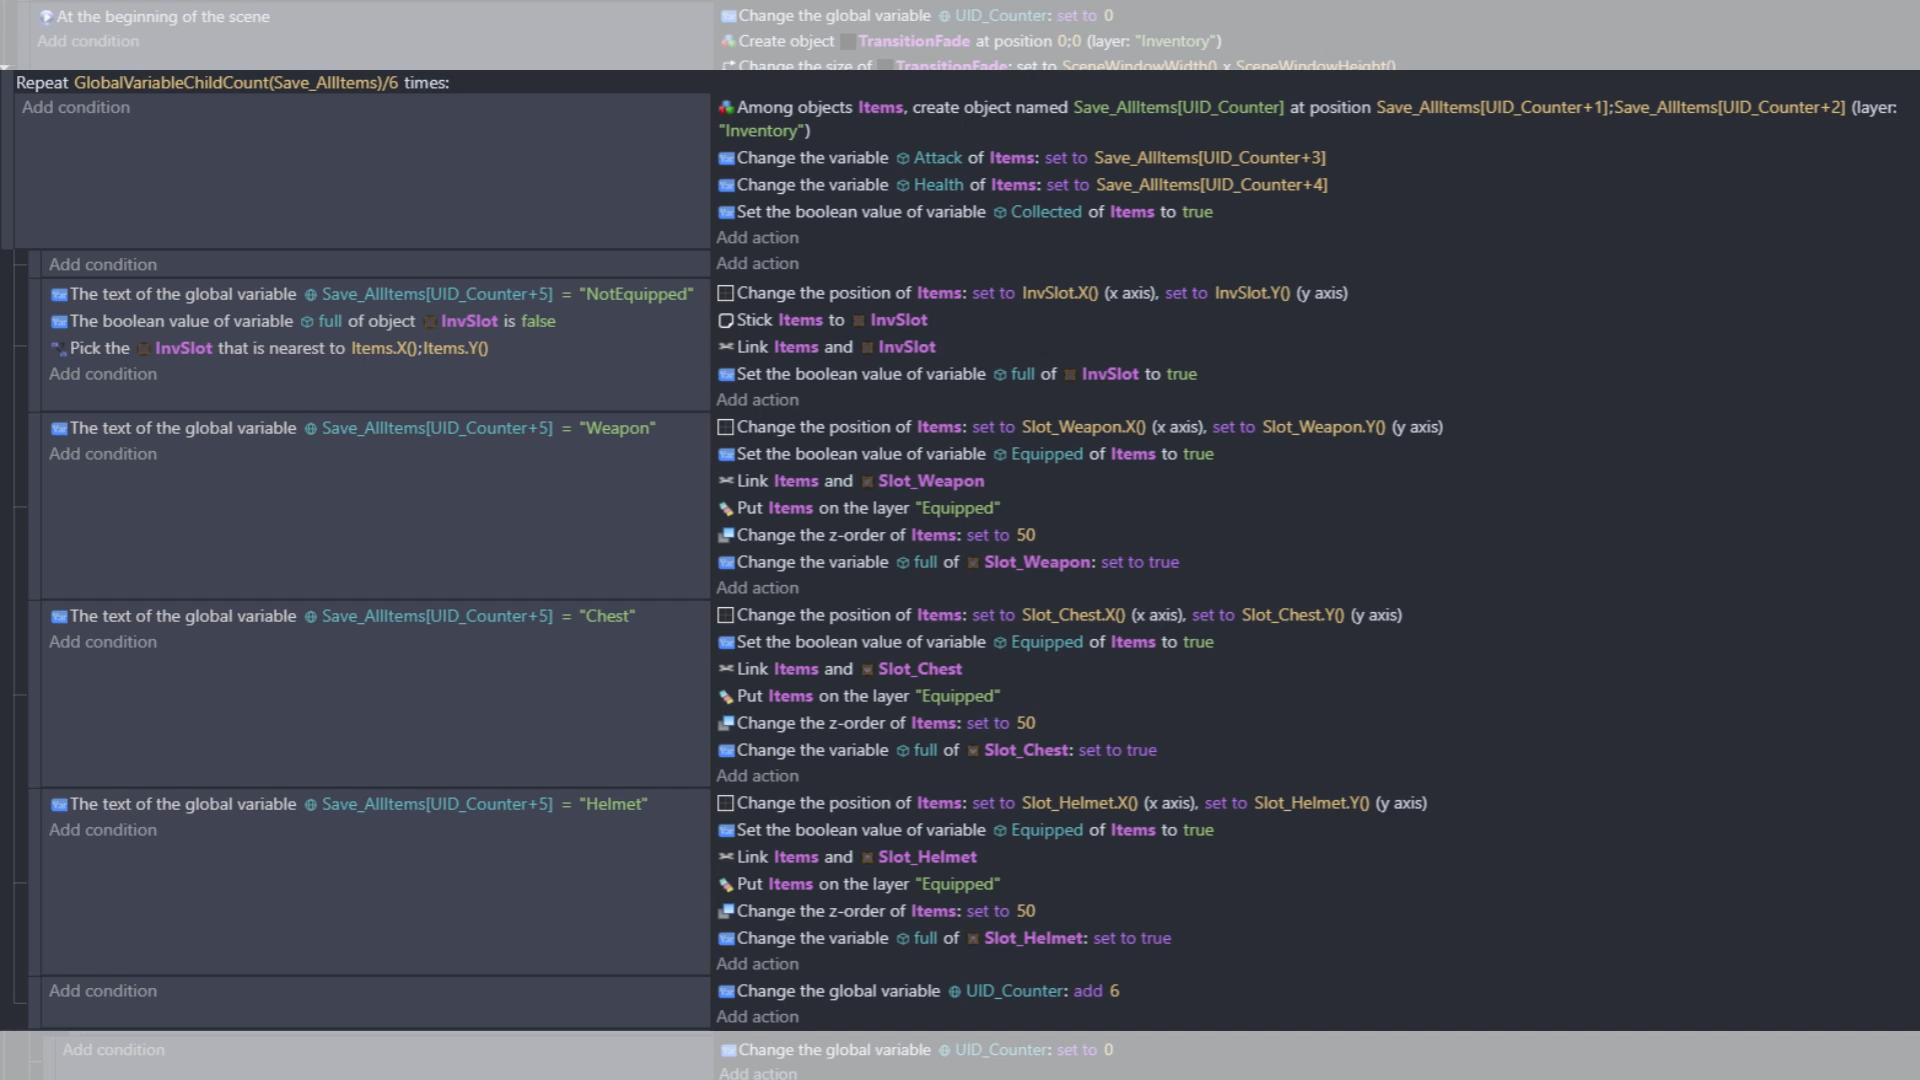 At the beginning of the scene
Add condition
Change the global variable UID_Counter: set to 0
Create object TransitionFade at position 0;0 (layer: "Inventory")
Change the size of TransitionFade: set to SceneWindowWidth() x SceneWindowHeight()
Repeat GlobalVariableChildCount(Save_AllItems)/6 times:
Add condition
Among objects Items, create object named Save_AllItems[UID_Counter] at position Save_AllItems[UID_Counter+1];Save_AllItems[UID_Counter+2] (layer:
"Inventory")
Change the variable Attack of Items: set to Save_AllItems[UID_Counter+3]
Change the variable Health of Items: set to Save_AllItems[UID_Counter+4]
Set the boolean value of variable Collected of Items to true
Add action
Add condition
Add action
The text of the global variable Save_AllItems[UID_Counter+5] = "NotEquipped"
The boolean value of variable full of object InvSlot is false
Pick the InvSlot that is nearest to Items.X();Items.Y()
Add condition
Change the position of Items: set to InvSlot.X() (x axis), set to InvSlot.Y() (y axis)
Stick Items to InvSlot
Link Items and InvSlot
Set the boolean value of variable full of InvSlot to true
Add action
The text of the global variable Save_AllItems[UID_Counter+5] = "Weapon"
Add condition
Change the position of Items: set to Slot_Weapon.X() (x axis), set to Slot_Weapon.Y() (y axis)
Set the boolean value of variable Equipped of Items to true
Link Items and Slot_Weapon
Put Items on the layer "Equipped"
Change the z-order of Items: set to 50
Change the variable full of Slot_Weapon: set to true
Add action
The text of the global variable Save_AllItems[UID_Counter+5] = "Chest"
Add condition
Change the position of Items: set to Slot_Chest.X() (x axis), set to Slot_Chest.Y() (y axis)
Set the boolean value of variable Equipped of Items to true
Link Items and Slot_Chest
Put Items on the layer "Equipped"
Change the z-order of Items: set to 50
Change the variable full of Slot_Chest: set to true
Add action
The text of the global variable Save_AllItems[UID_Counter+5] = "Helmet"
Add condition
Change the position of Items: set to Slot_Helmet.X() (x axis), set to Slot_Helmet.Y() (y axis)
Set the boolean value of variable Equipped of Items to true
Link Items and Slot_Helmet
Put Items on the layer "Equipped"
Change the z-order of Items: set to 50
Change the variable full of Slot_Helmet: set to true
Add action
Add condition
Change the global variable UID_Counter: add 6
Add action
Add condition
Change the global variable UID_Counter: set to 0
Add action